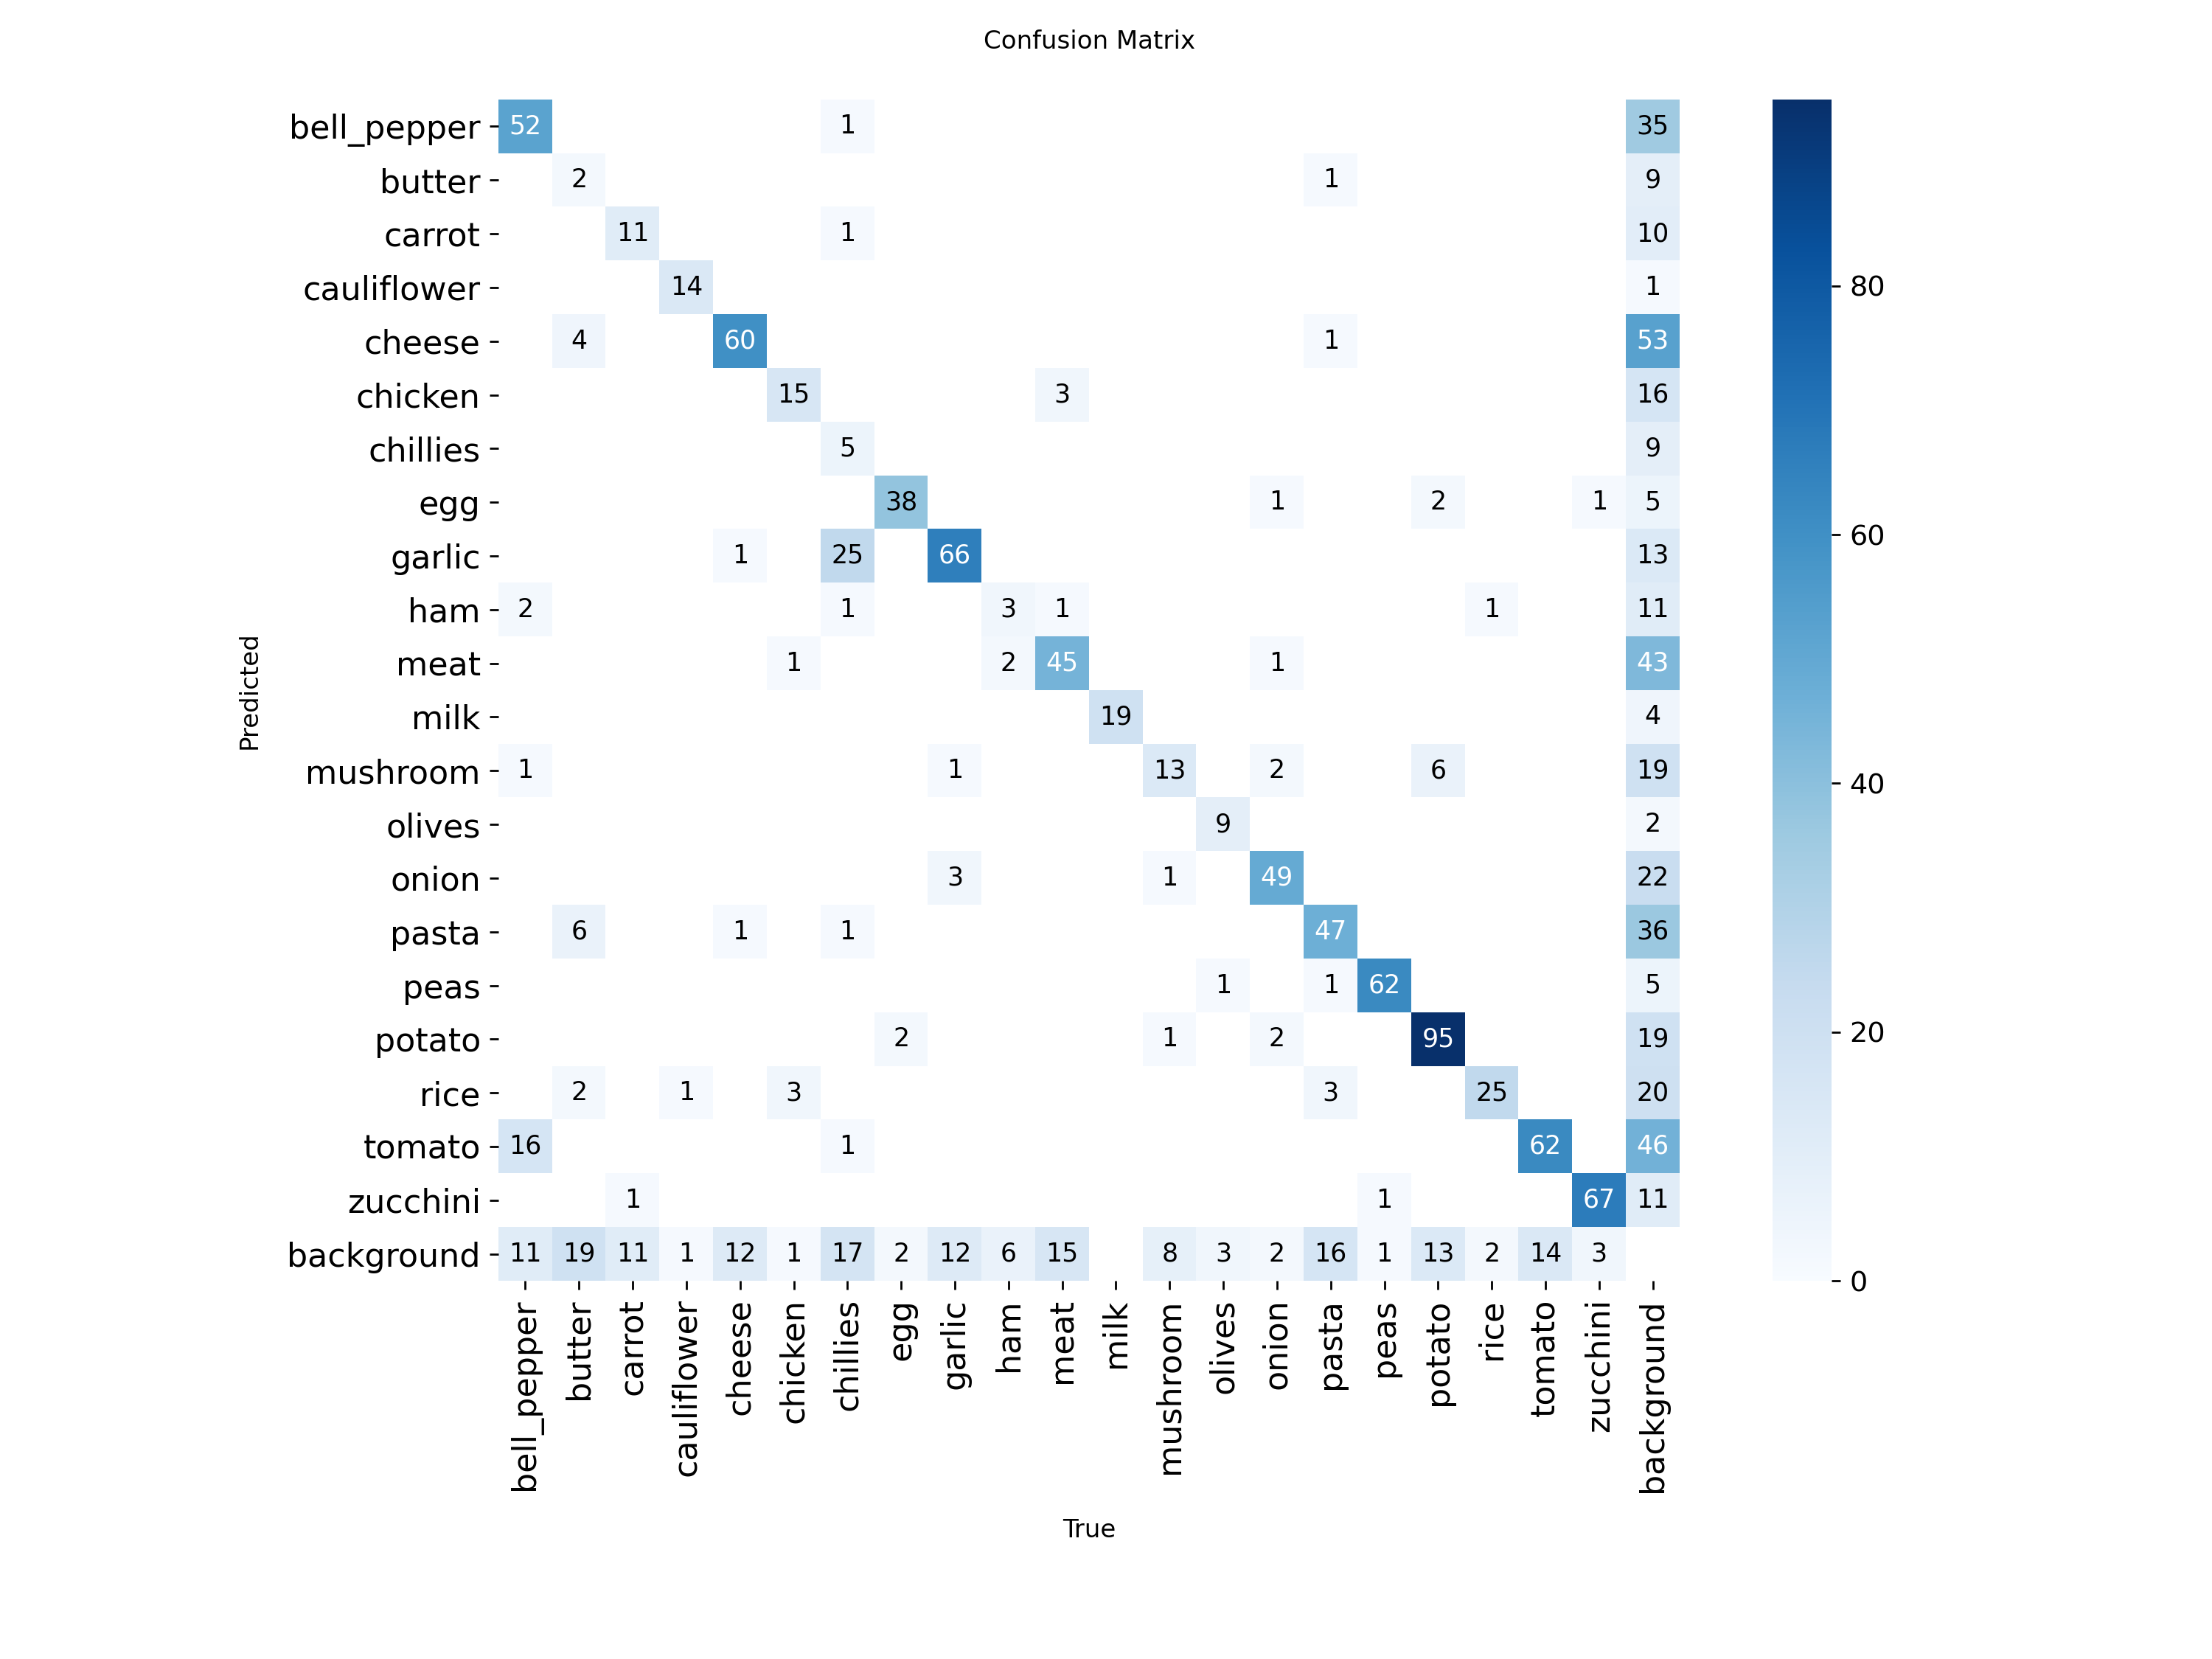 Confusion Matrix
bell_pepper 52 1 35
butter 2 1 9
carrot 11 1 10
cauliflower 14 1
cheese 4 60 1 53
chicken 15 3 16
chillies 5 9
egg 38 1 2 1 5
garlic 1 25 66 13
ham 2 1 3 1 1 11
meat 1 2 45 1 43
milk 19 4
mushroom 1 1 13 2 6 19
olives 9 2
onion 3 1 49 22
pasta 6 1 1 47 36
peas 1 1 62 5
potato 2 1 2 95 19
rice 2 1 3 3 25 20
tomato 16 1 62 46
zucchini 1 1 67 11
background 11 19 11 1 12 1 17 2 12 6 15 8 3 2 16 1 13 2 14 3
bell_pepper butter carrot cauliflower cheese chicken chillies egg garlic ham meat milk mushroom olives onion pasta peas potato rice tomato zucchini background
True
Predicted
80
60
40
20
0